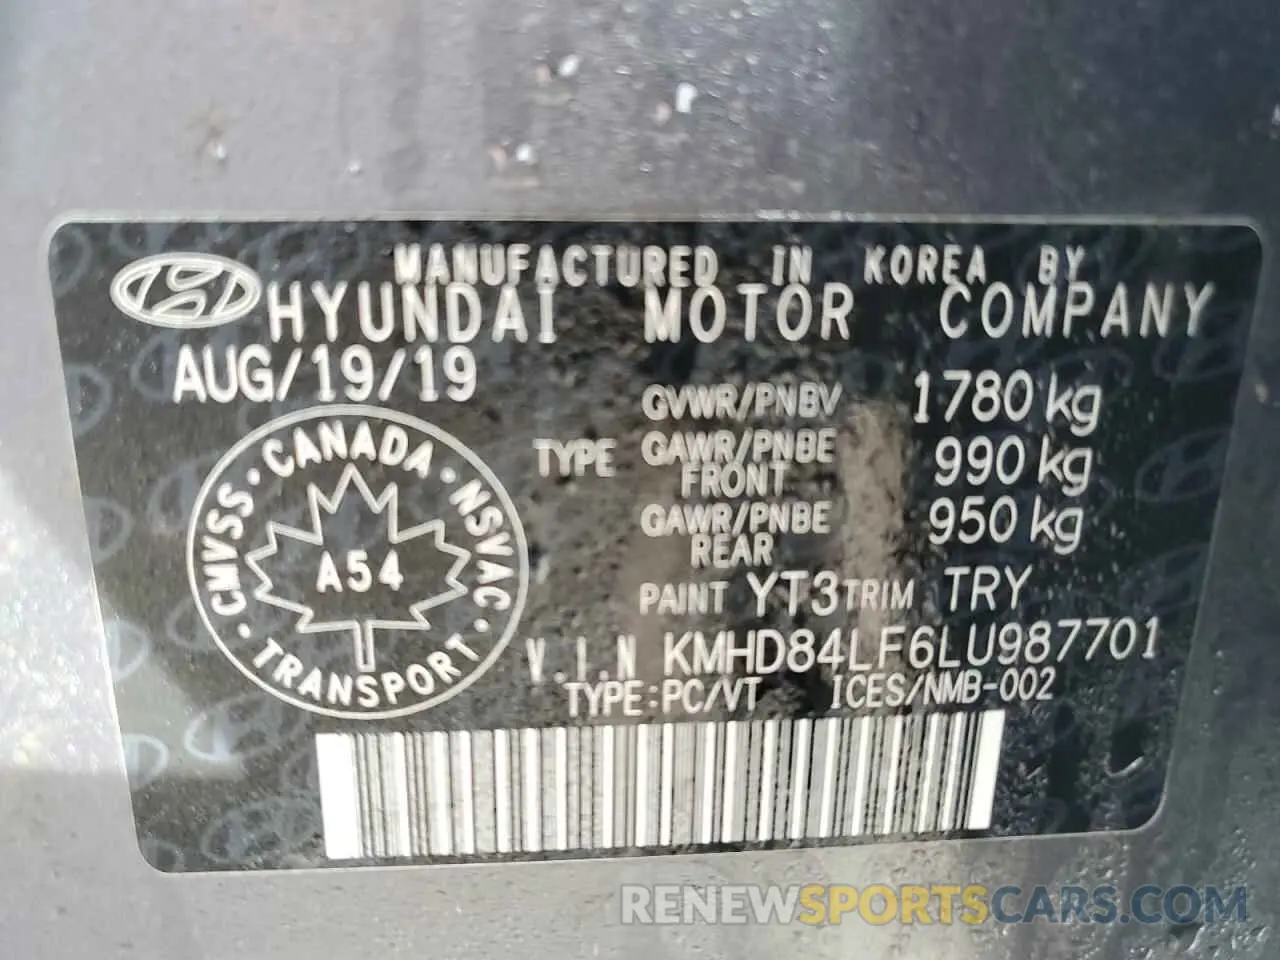 MANUFACTURED IN KOREA BY
HYUNDAI MOTOR COMPANY
AUG/19/19
GVWR/PNBV 1780 kg
TYPE GAWR/PNBE FRONT 990 kg
GAWR/PNBE REAR 950 kg
PAINT YT3 TRIM TRY
V.I.N KMHD84LF6LU987701
TYPE:PC/VT ICES/NMB-002
CANADA · NSVAC · TRANSPORT · CMVSS ·
A54
RENEWSPORTSCARS.COM